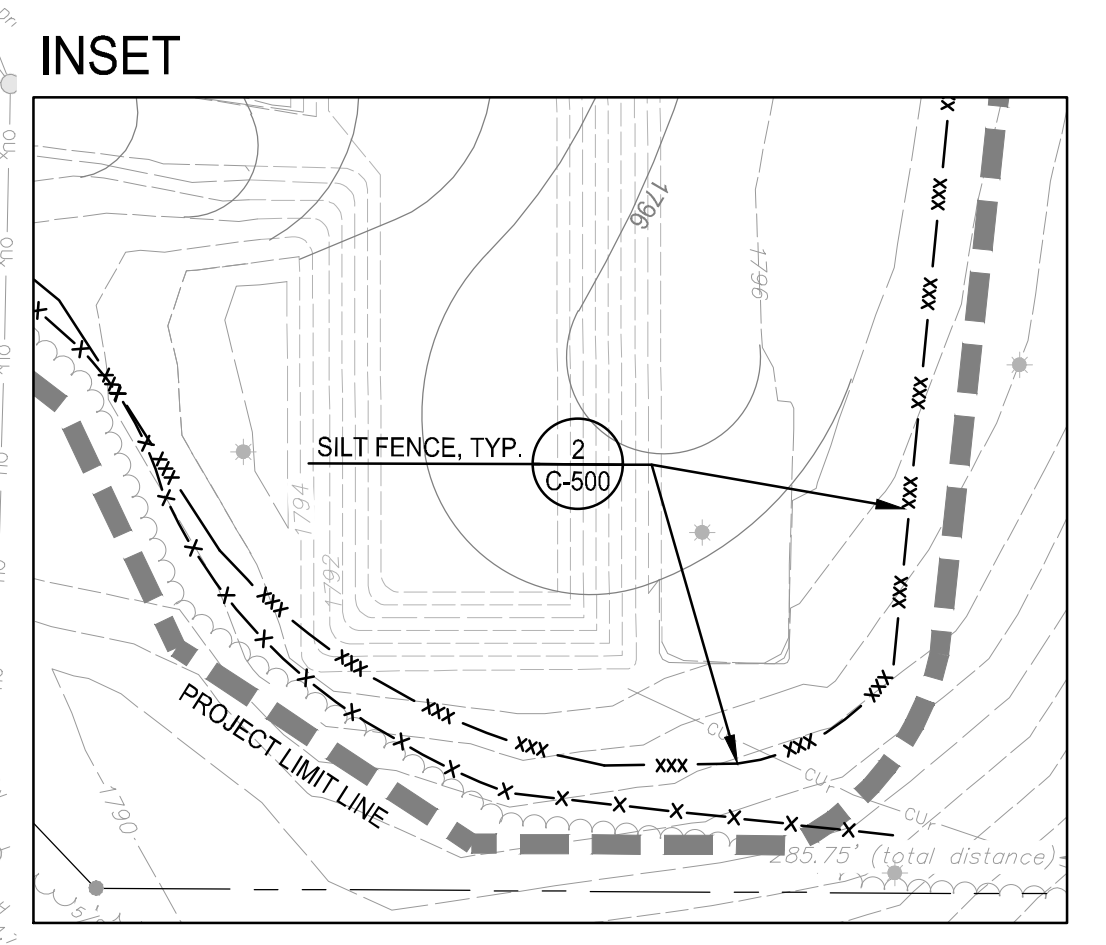 INSET
1796
1796
SILT FENCE, TYP.
2
C-500
1794
1792
PROJECT LIMIT LINE
1790
285.75' (total distance)